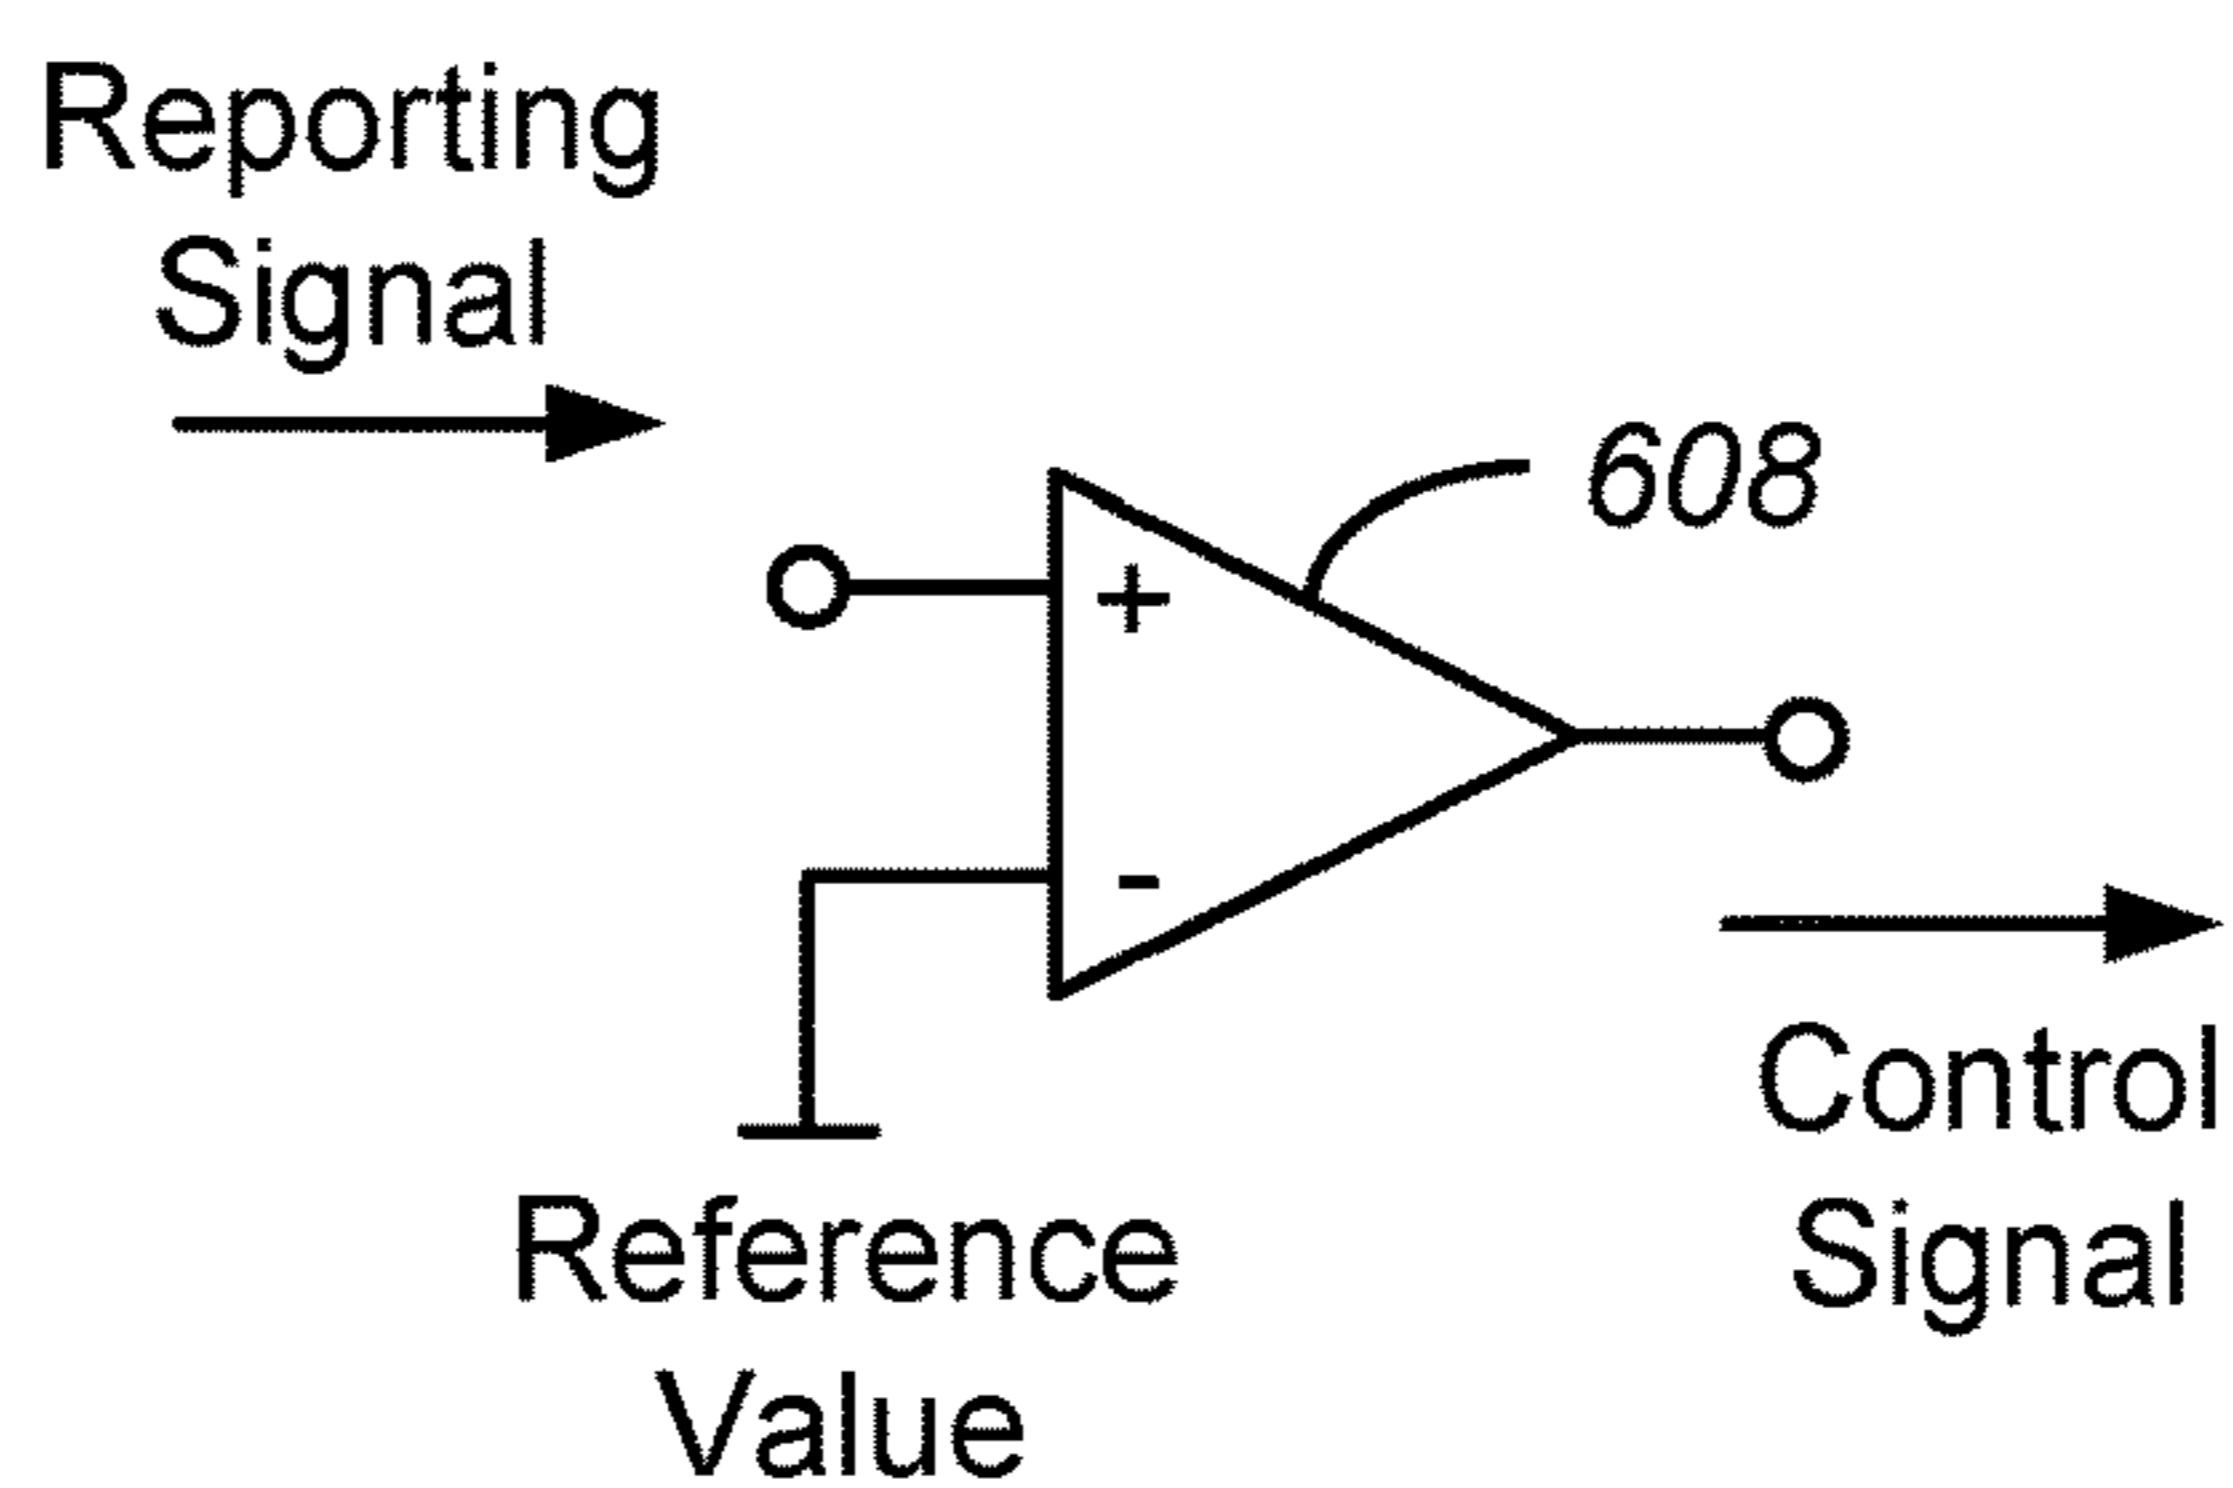 Reporting
Signal
608
+
-
Control
Signal
Reference
Value